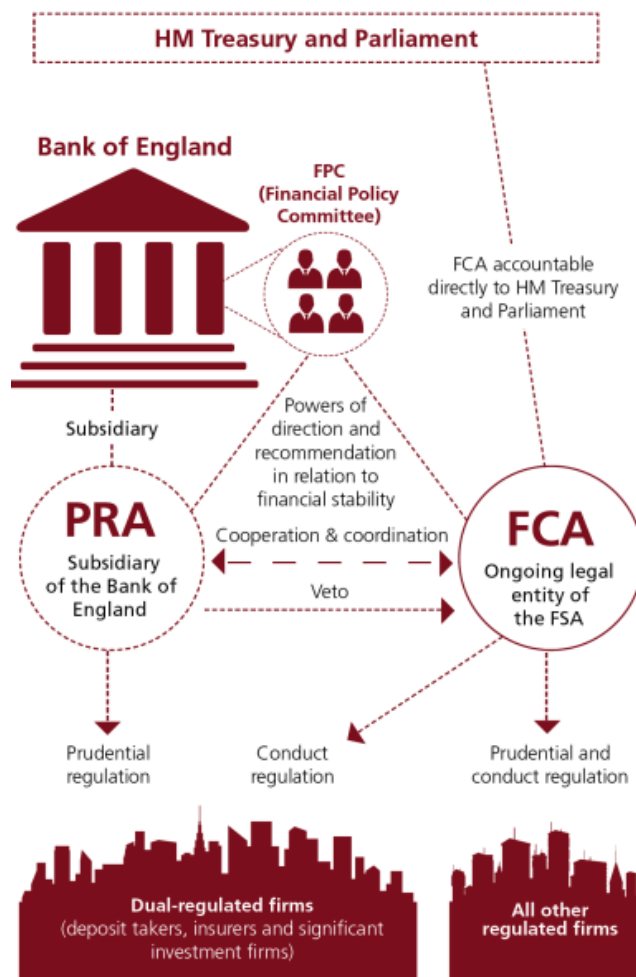 HM Treasury and Parliament
Bank of England
FPC
(Financial Policy
Committee)
FCA accountable
directly to HM Treasury
and Parliament
Subsidiary
Powers of
direction and
recommendation
in relation to
financial stability
PRA
Subsidiary
of the Bank of
England
Cooperation & coordination
Veto
FCA
Ongoing legal
entity of
the FSA
Prudential
regulation
Conduct
regulation
Prudential and
conduct regulation
Dual-regulated firms
(deposit takers, insurers and significant
investment firms)
All other
regulated firms